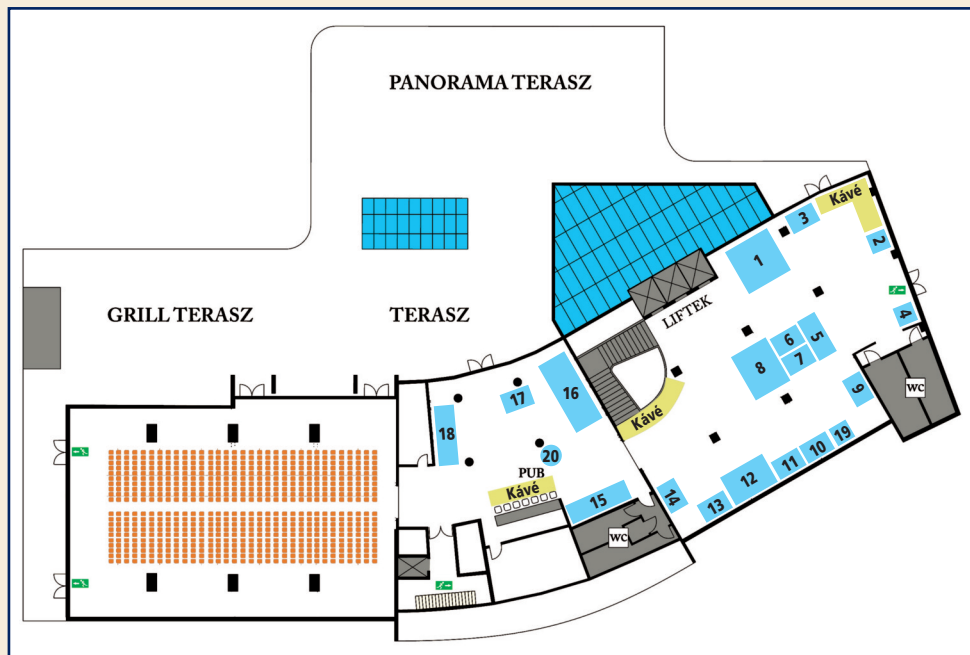 PANORAMA TERASZ
GRILL TERASZ
TERASZ
LIFTEK
Kávé
3
2
1
4
6
5
7
8
9
WC
Kávé
16
17
18
20
PUB
Kávé
15
14
13
12
11
10
19
WC